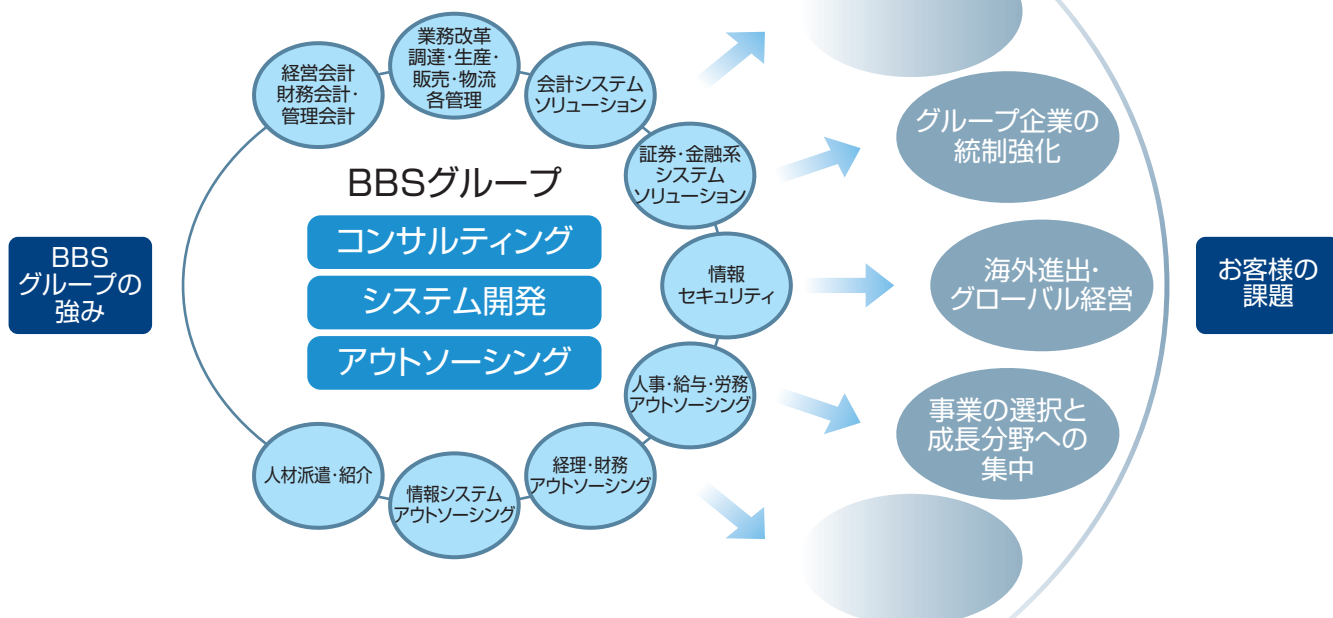 BBS
グループの
強み
経営会計
財務会計・
管理会計
業務改革
調達・生産・
販売・物流
各管理
会計システム
ソリューション
証券・金融系
システム
ソリューション
情報
セキュリティ
人事・給与・労務
アウトソーシング
経理・財務
アウトソーシング
情報システム
アウトソーシング
人材派遣・紹介
BBSグループ
コンサルティング
システム開発
アウトソーシング
グループ企業の
統制強化
海外進出・
グローバル経営
事業の選択と
成長分野への
集中
お客様の
課題